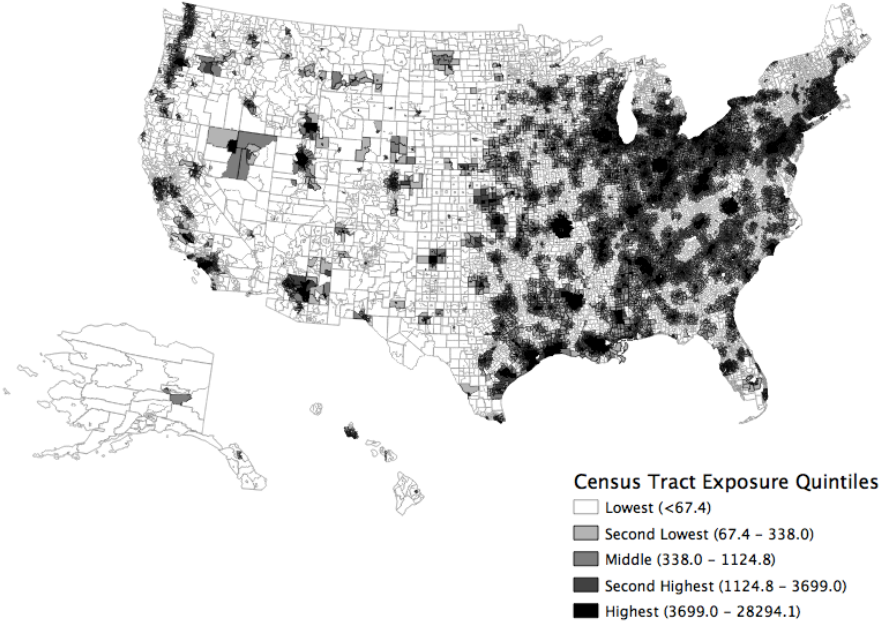 Census Tract Exposure Quintiles
Lowest (<67.4)
Second Lowest (67.4 – 338.0)
Middle (338.0 – 1124.8)
Second Highest (1124.8 – 3699.0)
Highest (3699.0 – 28294.1)